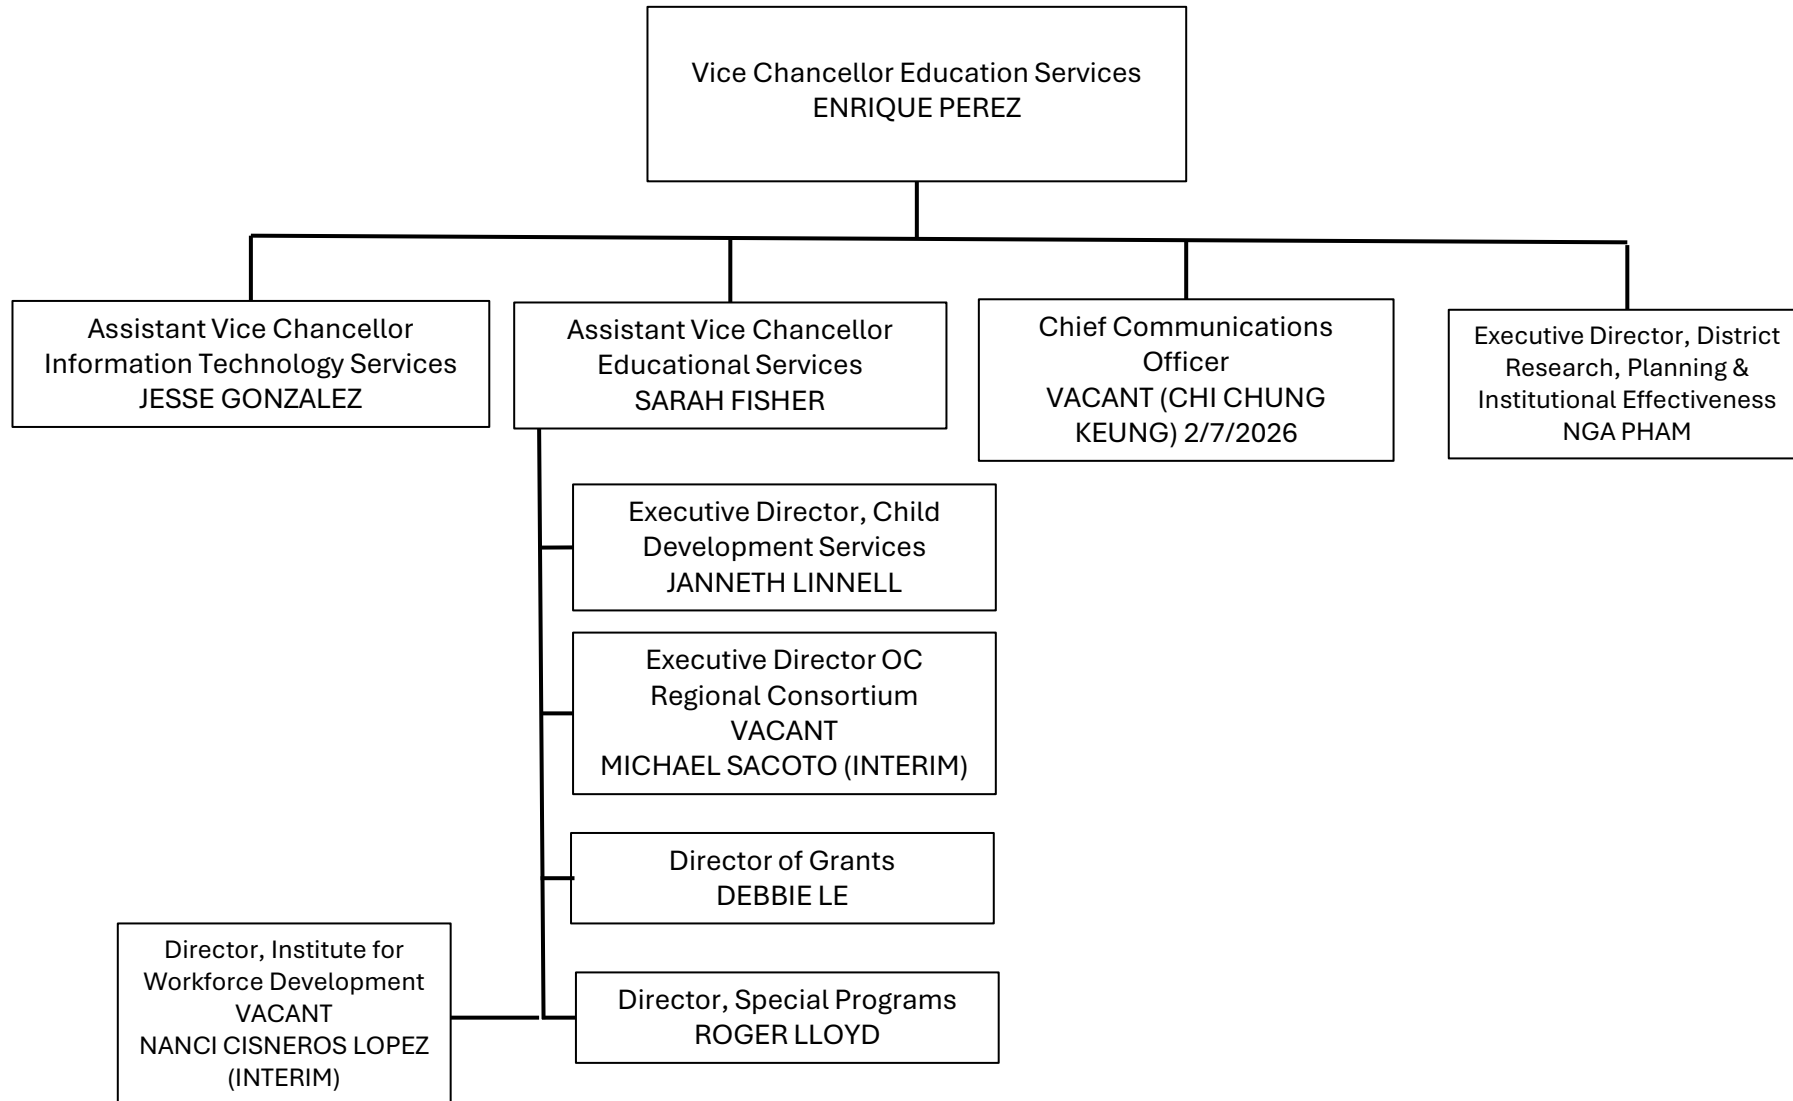 Vice Chancellor Education Services
ENRIQUE PEREZ
Assistant Vice Chancellor
Information Technology Services
JESSE GONZALEZ
Assistant Vice Chancellor
Educational Services
SARAH FISHER
Chief Communications
Officer
VACANT (CHI CHUNG
KEUNG) 2/7/2026
Executive Director, District
Research, Planning &
Institutional Effectiveness
NGA PHAM
Executive Director, Child
Development Services
JANNETH LINNELL
Executive Director OC
Regional Consortium
VACANT
MICHAEL SACOTO (INTERIM)
Director of Grants
DEBBIE LE
Director, Institute for
Workforce Development
VACANT
NANCI CISNEROS LOPEZ
(INTERIM)
Director, Special Programs
ROGER LLOYD